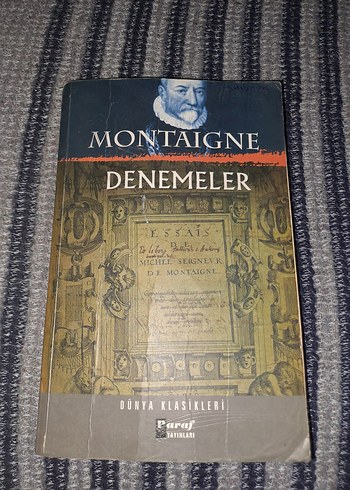 MONTAIGNE
DENEMELER
ESSAIS
MICHEL SEIGNEVR
DE MONTAIGNE
DÜNYA KLASİKLERİ
Paraf
YAYINLARI